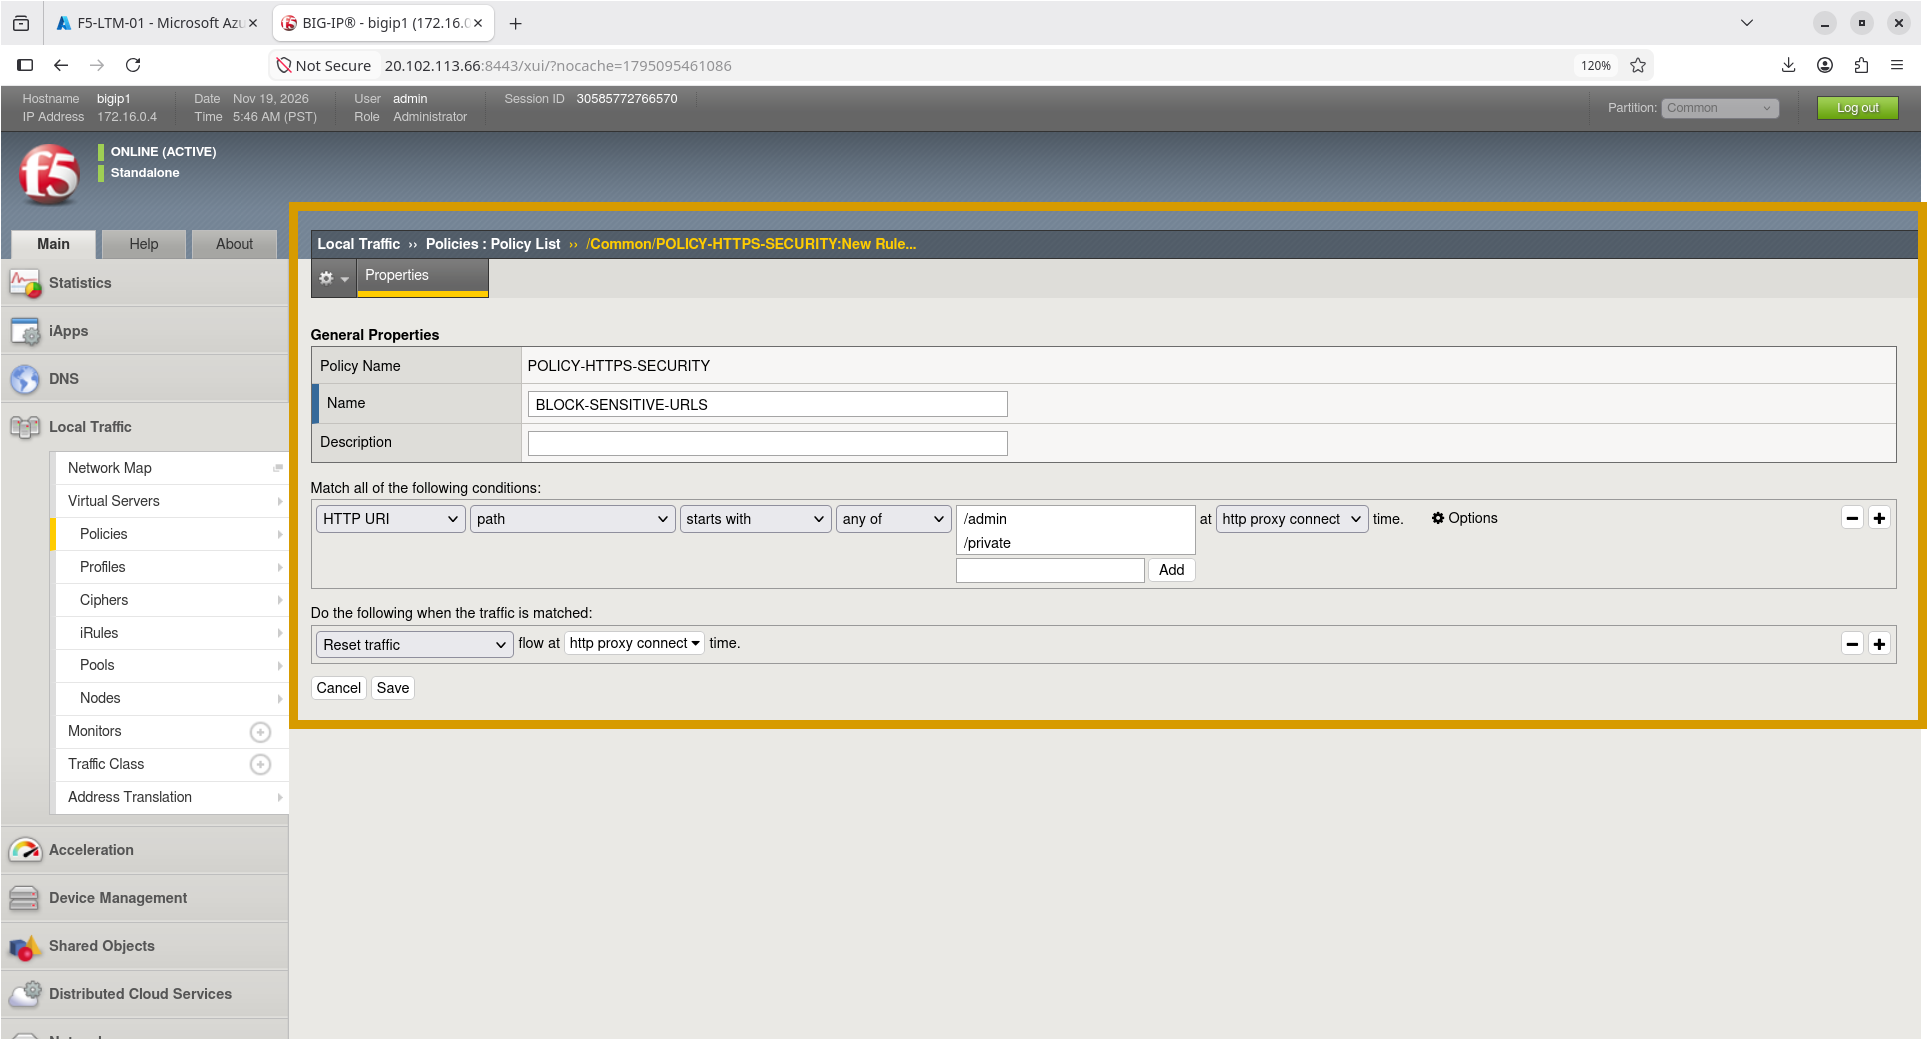 F5-LTM-01 - Microsoft Azu
BIG-IP® - bigip1 (172.16.0
Not Secure 20.102.113.66:8443/xui/?nocache=1795095461086 120%
Hostname bigip1 Date Nov 19, 2026 User admin Session ID 30585772766570
IP Address 172.16.0.4 Time 5:46 AM (PST) Role Administrator
Partition: Common Log out
f5
ONLINE (ACTIVE)
Standalone
Main Help About
Local Traffic ›› Policies : Policy List ›› /Common/POLICY-HTTPS-SECURITY:New Rule...
Properties
Statistics
iApps
DNS
Local Traffic
Network Map
Virtual Servers
Policies
Profiles
Ciphers
iRules
Pools
Nodes
Monitors
Traffic Class
Address Translation
Acceleration
Device Management
Shared Objects
Distributed Cloud Services
General Properties
Policy Name POLICY-HTTPS-SECURITY
Name BLOCK-SENSITIVE-URLS
Description
Match all of the following conditions:
HTTP URI path starts with any of /admin at http proxy connect time. Options
/private
Add
Do the following when the traffic is matched:
Reset traffic flow at http proxy connect time.
Cancel Save